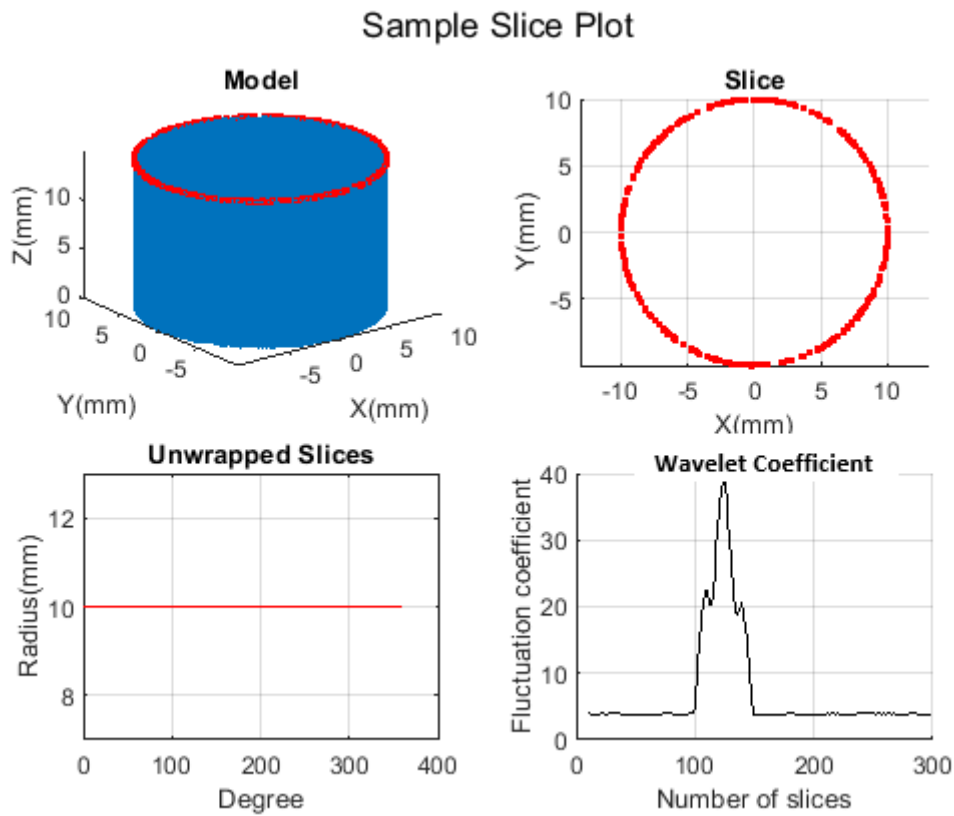 Sample Slice Plot
Model
Z(mm)
10
5
0
10
5
0
-5
Y(mm)
-5
0
5
10
X(mm)
Slice
Y(mm)
10
5
0
-5
-10
-5
0
5
10
X(mm)
Unwrapped Slices
Radius(mm)
12
10
8
0
100
200
300
400
Degree
Wavelet Coefficient
Fluctuation coefficient
40
30
20
10
0
0
100
200
300
Number of slices